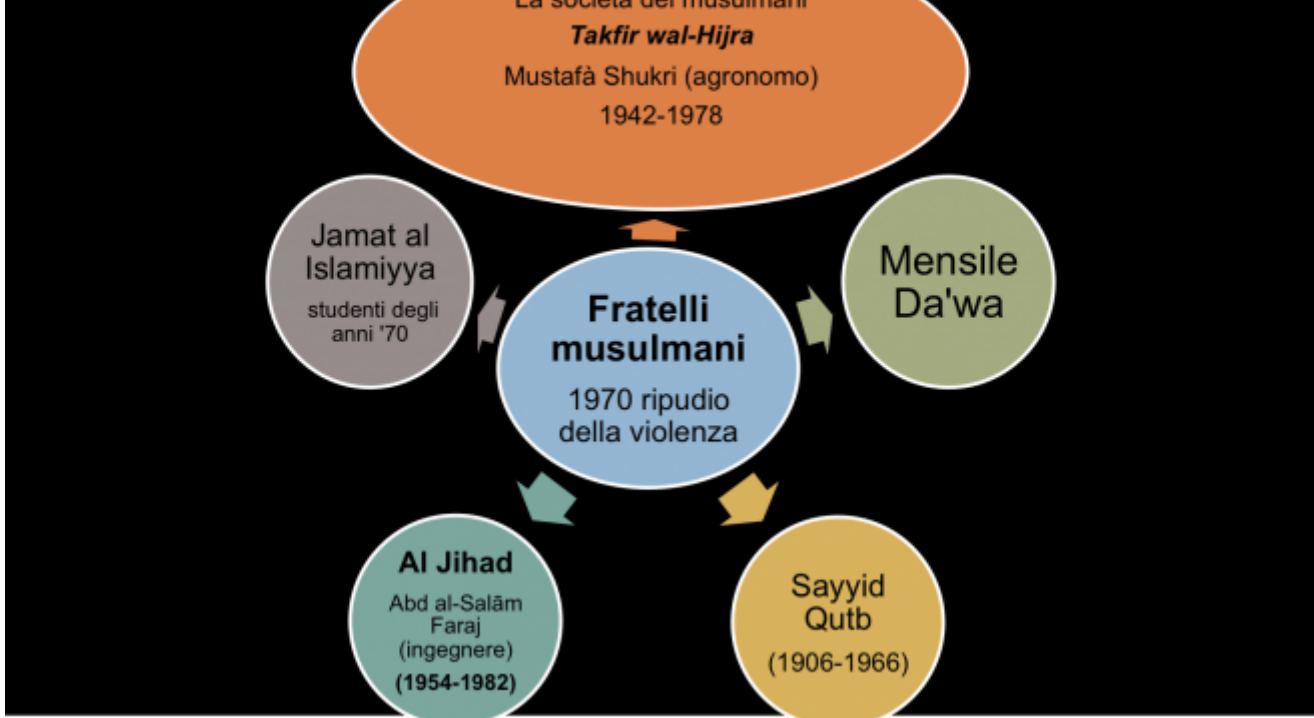 La società dei musulmani
Takfir wal-Hijra
Mustafà Shukri (agronomo)
1942-1978
Jamat al
Islamiyya
studenti degli
anni '70
Mensile
Da'wa
Fratelli
musulmani
1970 ripudio
della violenza
Al Jihad
Abd al-Salām
Faraj
(ingegnere)
(1954-1982)
Sayyid
Qutb
(1906-1966)